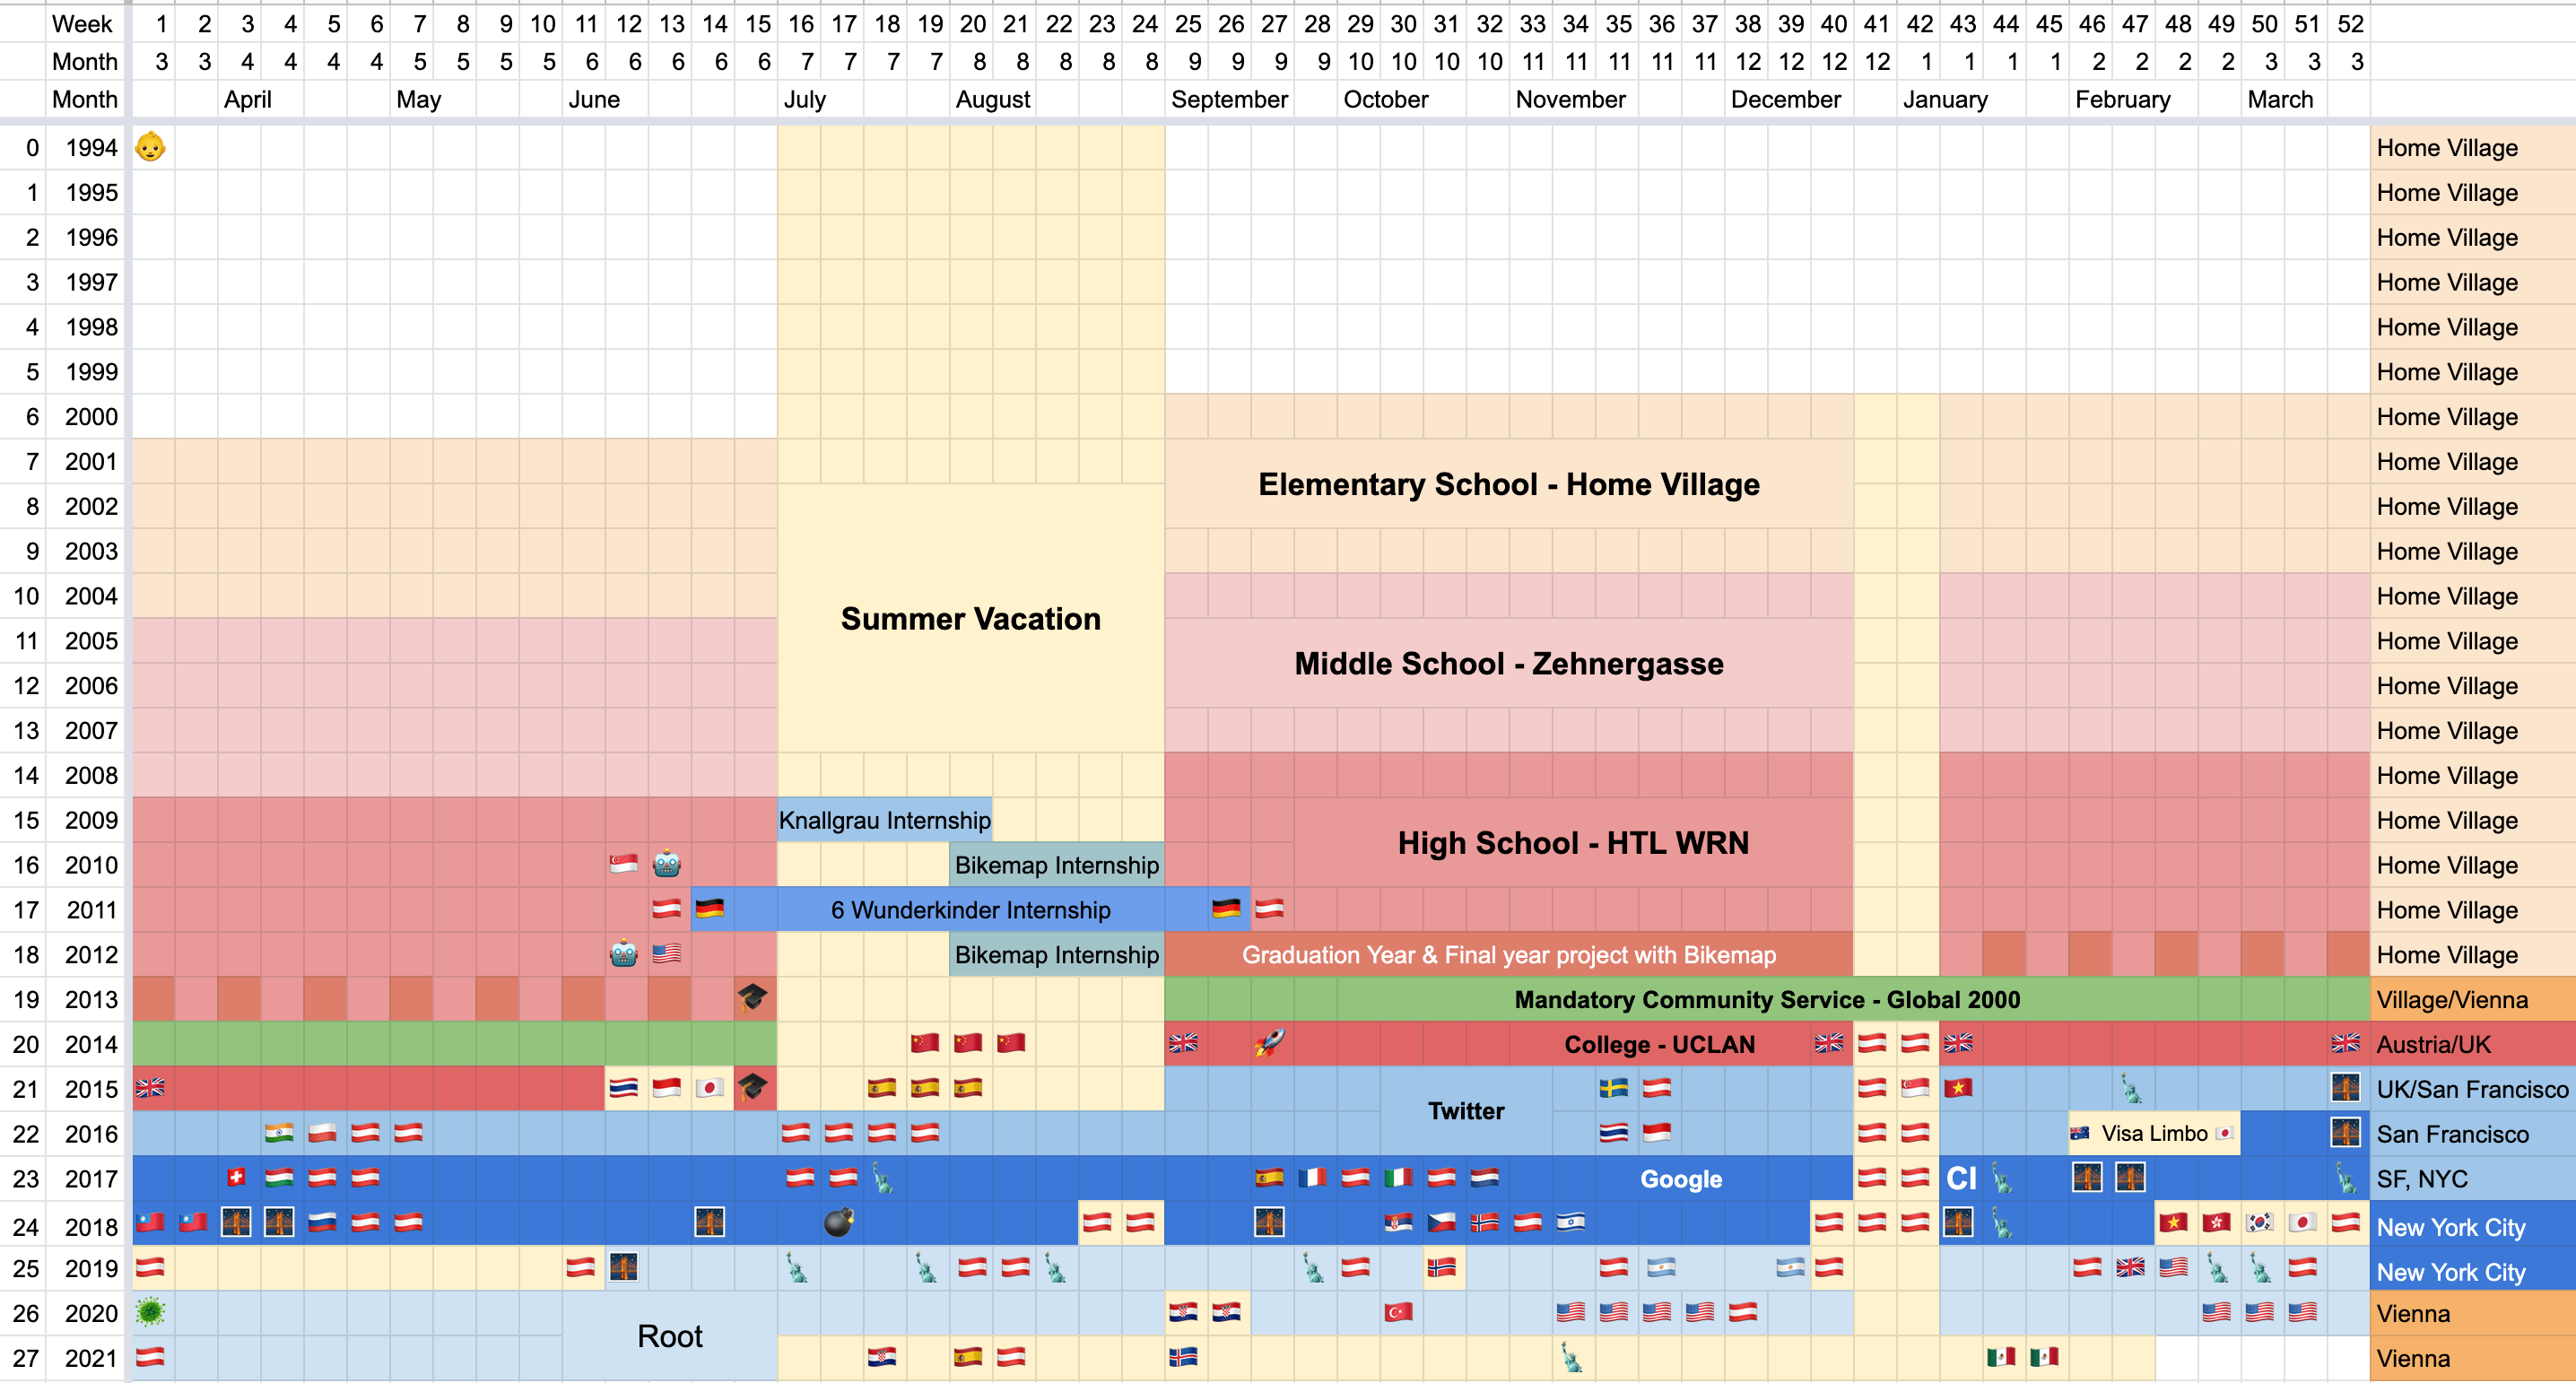 Week 1 2 3 4 5 6 7 8 9 10 11 12 13 14 15 16 17 18 19 20 21 22 23 24 25 26 27 28 29 30 31 32 33 34 35 36 37 38 39 40 41 42 43 44 45 46 47 48 49 50 51 52
Month 3 3 4 4 4 4 5 5 5 5 6 6 6 6 6 7 7 7 7 8 8 8 8 8 9 9 9 9 10 10 10 10 11 11 11 11 11 12 12 12 12 1 1 1 1 2 2 2 2 3 3 3
Month April May June July August September October November December January February March
0 1994 Home Village
1 1995 Home Village
2 1996 Home Village
3 1997 Home Village
4 1998 Home Village
5 1999 Home Village
6 2000 Home Village
7 2001 Home Village
Elementary School - Home Village
8 2002 Home Village
9 2003 Home Village
10 2004 Home Village
Summer Vacation
11 2005 Home Village
Middle School - Zehnergasse
12 2006 Home Village
13 2007 Home Village
14 2008 Home Village
15 2009 Knallgrau Internship Home Village
High School - HTL WRN
16 2010 Bikemap Internship Home Village
17 2011 6 Wunderkinder Internship Home Village
18 2012 Bikemap Internship Graduation Year & Final year project with Bikemap Home Village
19 2013 Mandatory Community Service - Global 2000 Village/Vienna
20 2014 College - UCLAN Austria/UK
21 2015 UK/San Francisco
Twitter
22 2016 Visa Limbo San Francisco
23 2017 Google CI SF, NYC
24 2018 New York City
25 2019 New York City
26 2020 Vienna
Root
27 2021 Vienna